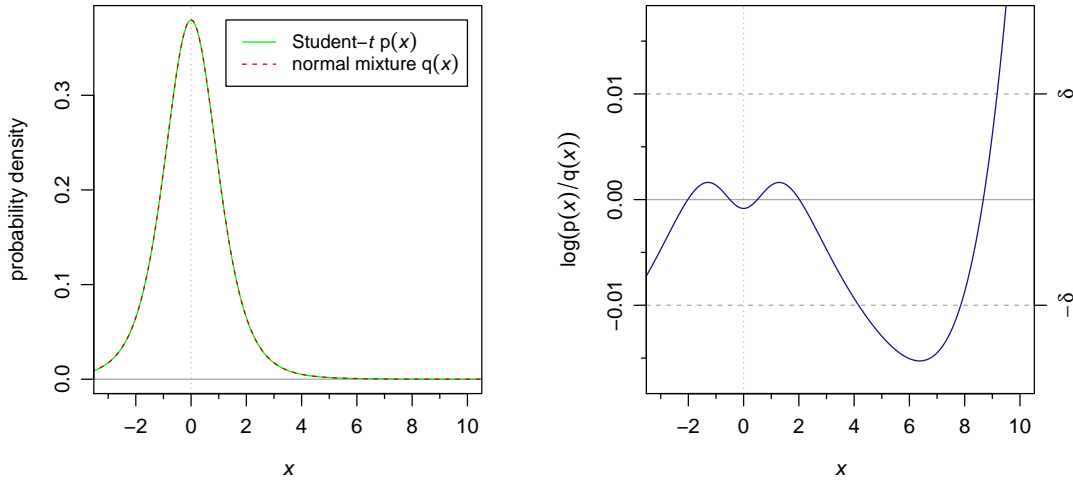 probability density
0.0
0.1
0.2
0.3
Student−t p(x)
normal mixture q(x)
−2 0 2 4 6 8 10
x
log(p(x)/q(x))
−0.01
0.00
0.01
δ
−δ
−2 0 2 4 6 8 10
x